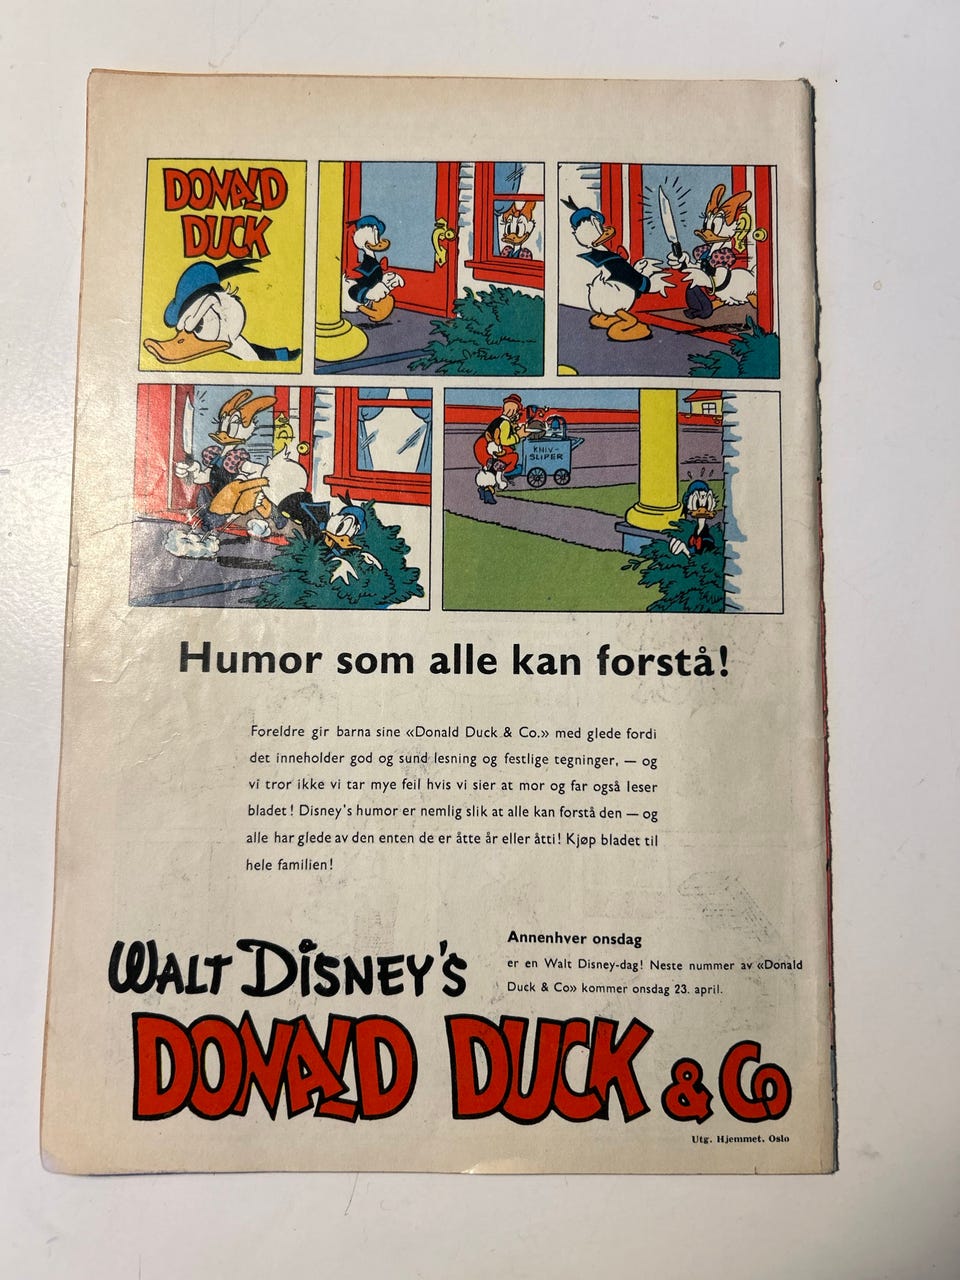 DONALD
DUCK
KNIV-
SLIPER
Humor som alle kan forstå!
Foreldre gir barna sine «Donald Duck & Co.» med glede fordi
det inneholder god og sund lesning og festlige tegninger, — og
vi tror ikke vi tar mye feil hvis vi sier at mor og far også leser
bladet! Disney's humor er nemlig slik at alle kan forstå den — og
alle har glede av den enten de er åtte år eller åtti! Kjøp bladet til
hele familien!
Annenhver onsdag
er en Walt Disney-dag! Neste nummer av «Donald
Duck & Co» kommer onsdag 23. april.
WALT DISNEY'S
DONALD DUCK & Co
Utg. Hjemmet. Oslo